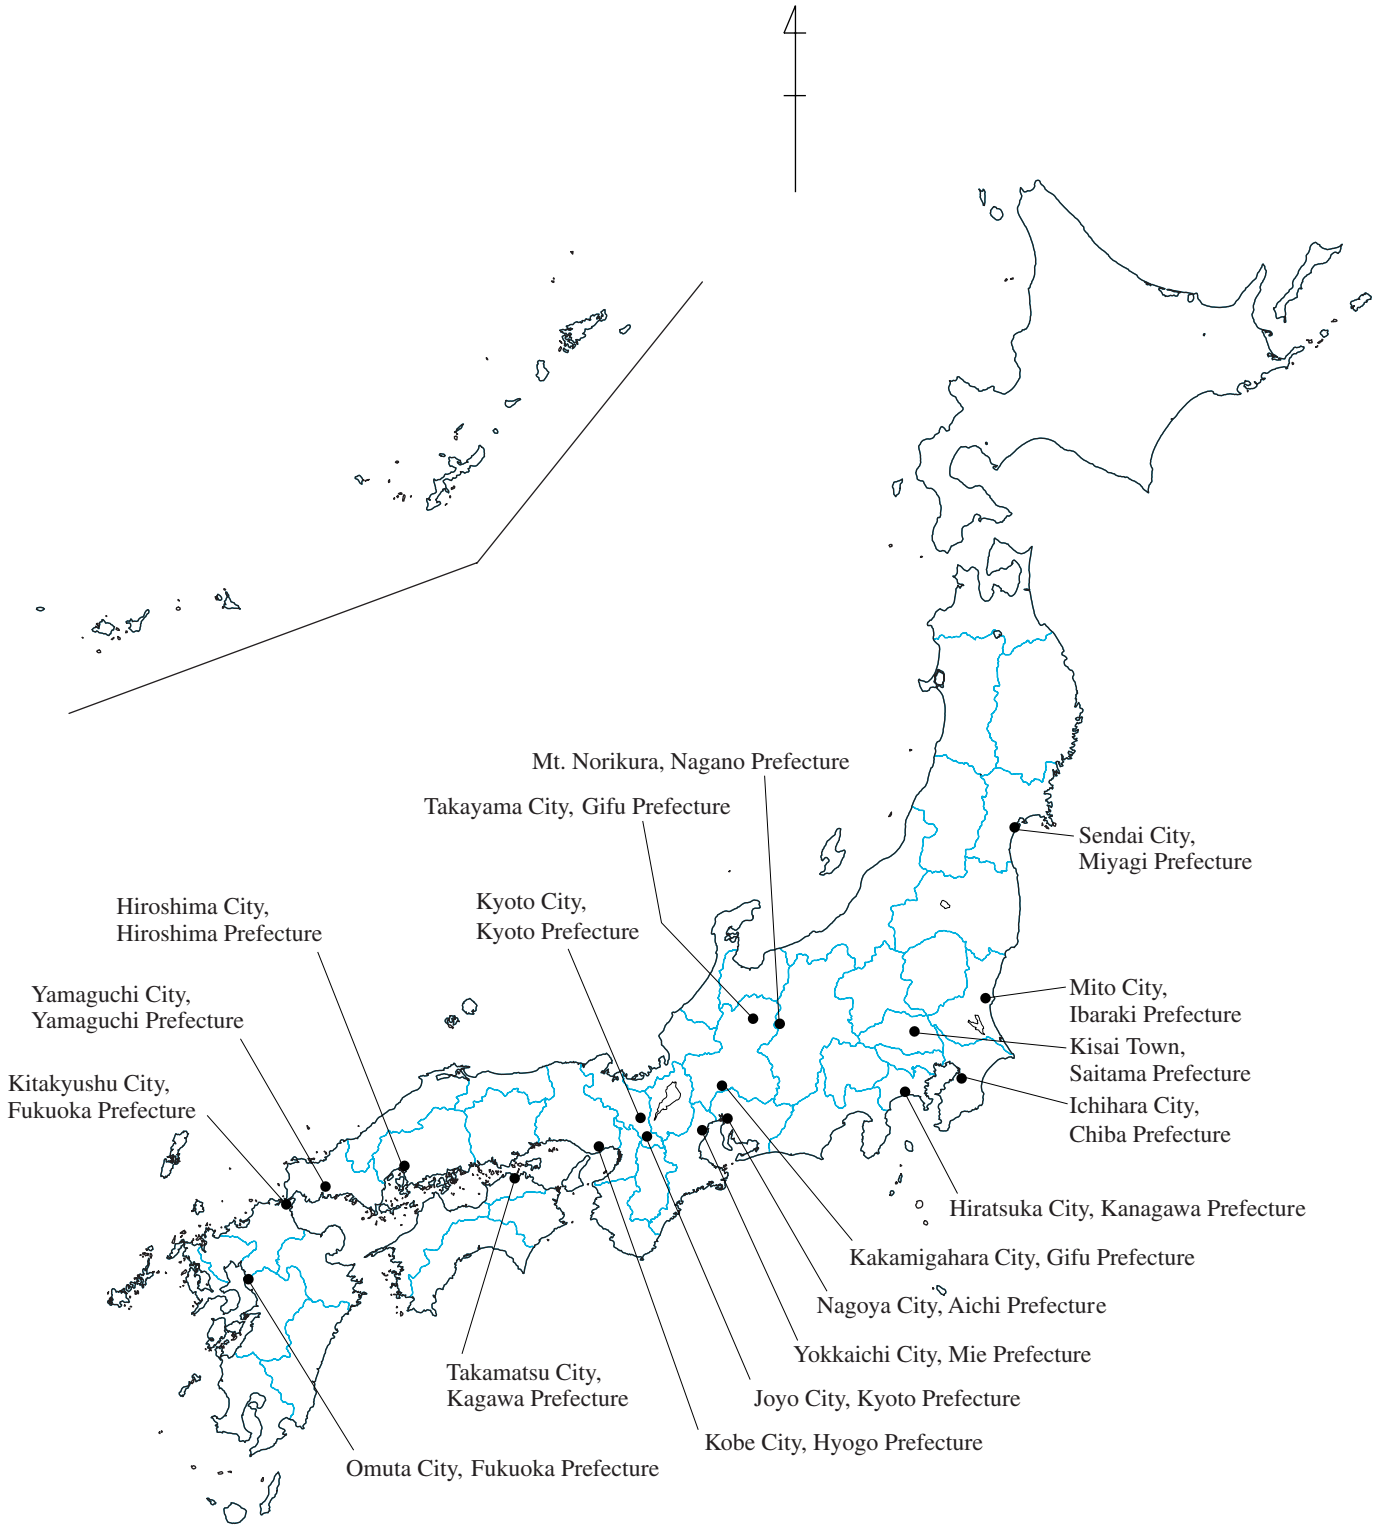 Mt. Norikura, Nagano Prefecture
Takayama City, Gifu Prefecture
Sendai City,
Miyagi Prefecture
Kyoto City,
Kyoto Prefecture
Hiroshima City,
Hiroshima Prefecture
Yamaguchi City,
Yamaguchi Prefecture
Mito City,
Ibaraki Prefecture
Kisai Town,
Saitama Prefecture
Kitakyushu City,
Fukuoka Prefecture
Ichihara City,
Chiba Prefecture
Hiratsuka City, Kanagawa Prefecture
Kakamigahara City, Gifu Prefecture
Nagoya City, Aichi Prefecture
Yokkaichi City, Mie Prefecture
Takamatsu City,
Kagawa Prefecture
Joyo City, Kyoto Prefecture
Kobe City, Hyogo Prefecture
Omuta City, Fukuoka Prefecture